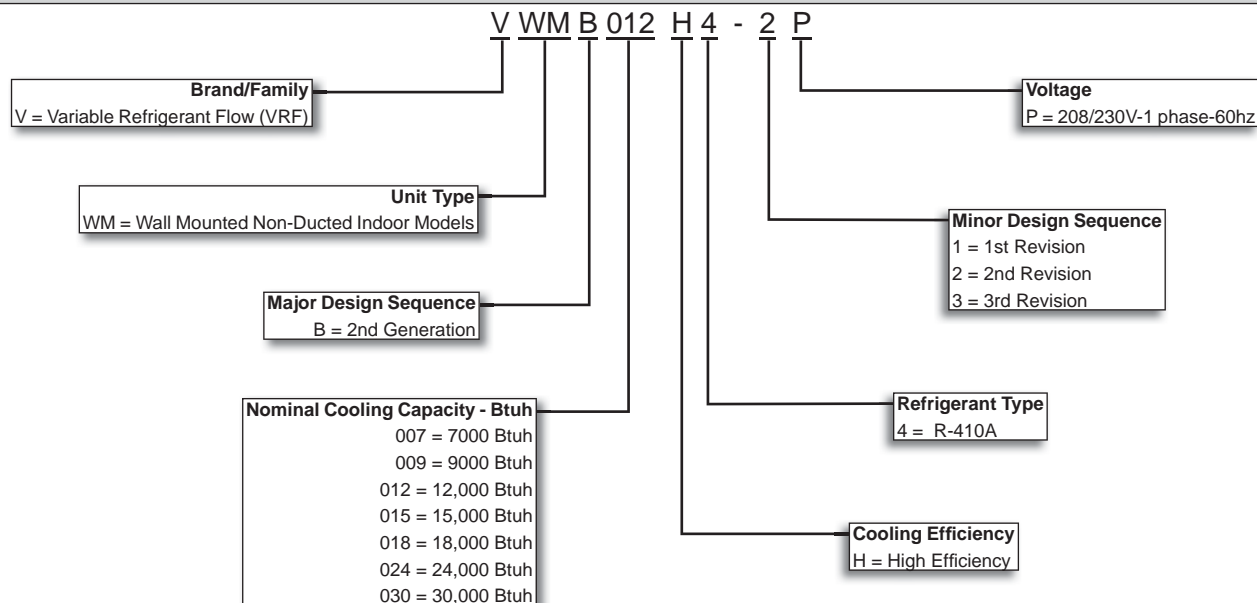 V WM B 012 H 4 - 2 P
Brand/Family
V = Variable Refrigerant Flow (VRF)
Voltage
P = 208/230V-1 phase-60hz
Unit Type
WM = Wall Mounted Non-Ducted Indoor Models
Minor Design Sequence
1 = 1st Revision
2 = 2nd Revision
3 = 3rd Revision
Major Design Sequence
B = 2nd Generation
Nominal Cooling Capacity - Btuh
007 = 7000 Btuh
009 = 9000 Btuh
012 = 12,000 Btuh
015 = 15,000 Btuh
018 = 18,000 Btuh
024 = 24,000 Btuh
030 = 30,000 Btuh
Refrigerant Type
4 = R-410A
Cooling Efficiency
H = High Efficiency